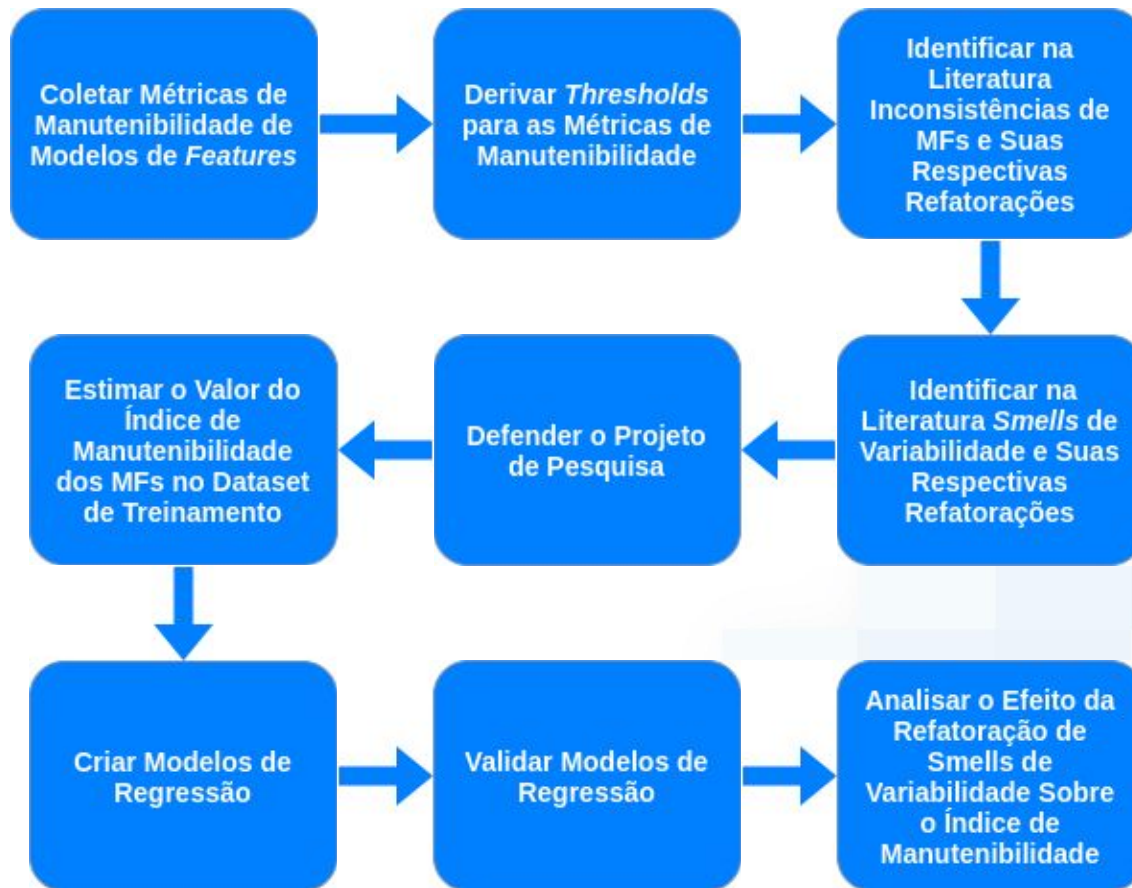 Coletar Métricas de
Manutenibilidade de
Modelos de Features
Derivar Thresholds
para as Métricas de
Manutenibilidade
Identificar na
Literatura
Inconsistências de
MFs e Suas
Respectivas
Refatorações
Identificar na
Literatura Smells de
Variabilidade e Suas
Respectivas
Refatorações
Defender o Projeto
de Pesquisa
Estimar o Valor do
Índice de
Manutenibilidade
dos MFs no Dataset
de Treinamento
Criar Modelos de
Regressão
Validar Modelos de
Regressão
Analisar o Efeito da
Refatoração de
Smells de
Variabilidade Sobre
o Índice de
Manutenibilidade